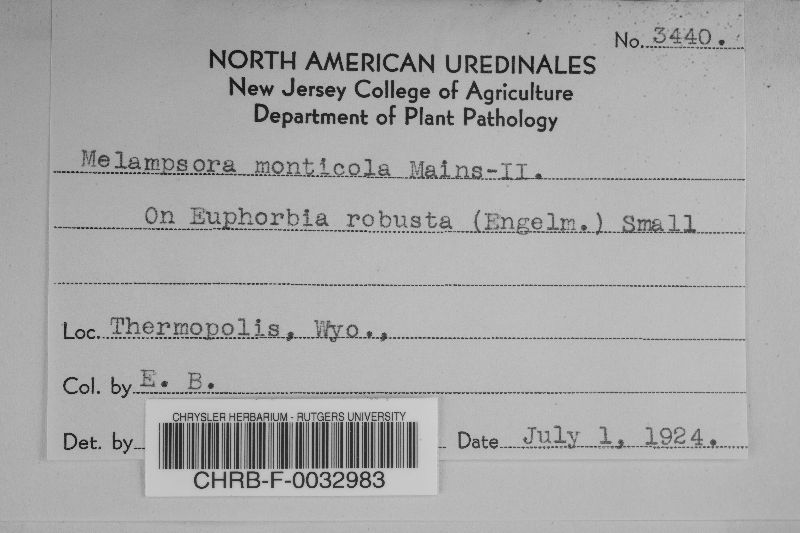 No. 3440.
NORTH AMERICAN UREDINALES
New Jersey College of Agriculture
Department of Plant Pathology
Melampsora monticola Mains-II.
On Euphorbia robusta (Engelm.) Small
Loc. Thermopolis, Wyo.,
Col. by E. B.
Det. by
Date July 1, 1924.
CHRYSLER HERBARIUM - RUTGERS UNIVERSITY
CHRB-F-0032983